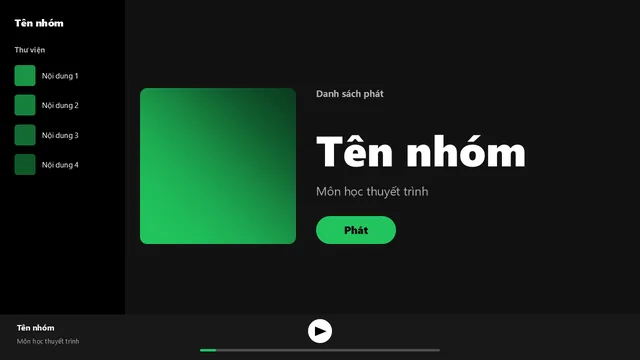 Tên nhóm
Thư viện
Nội dung 1
Nội dung 2
Nội dung 3
Nội dung 4
Danh sách phát
Tên nhóm
Môn học thuyết trình
Phát
Tên nhóm
Môn học thuyết trình